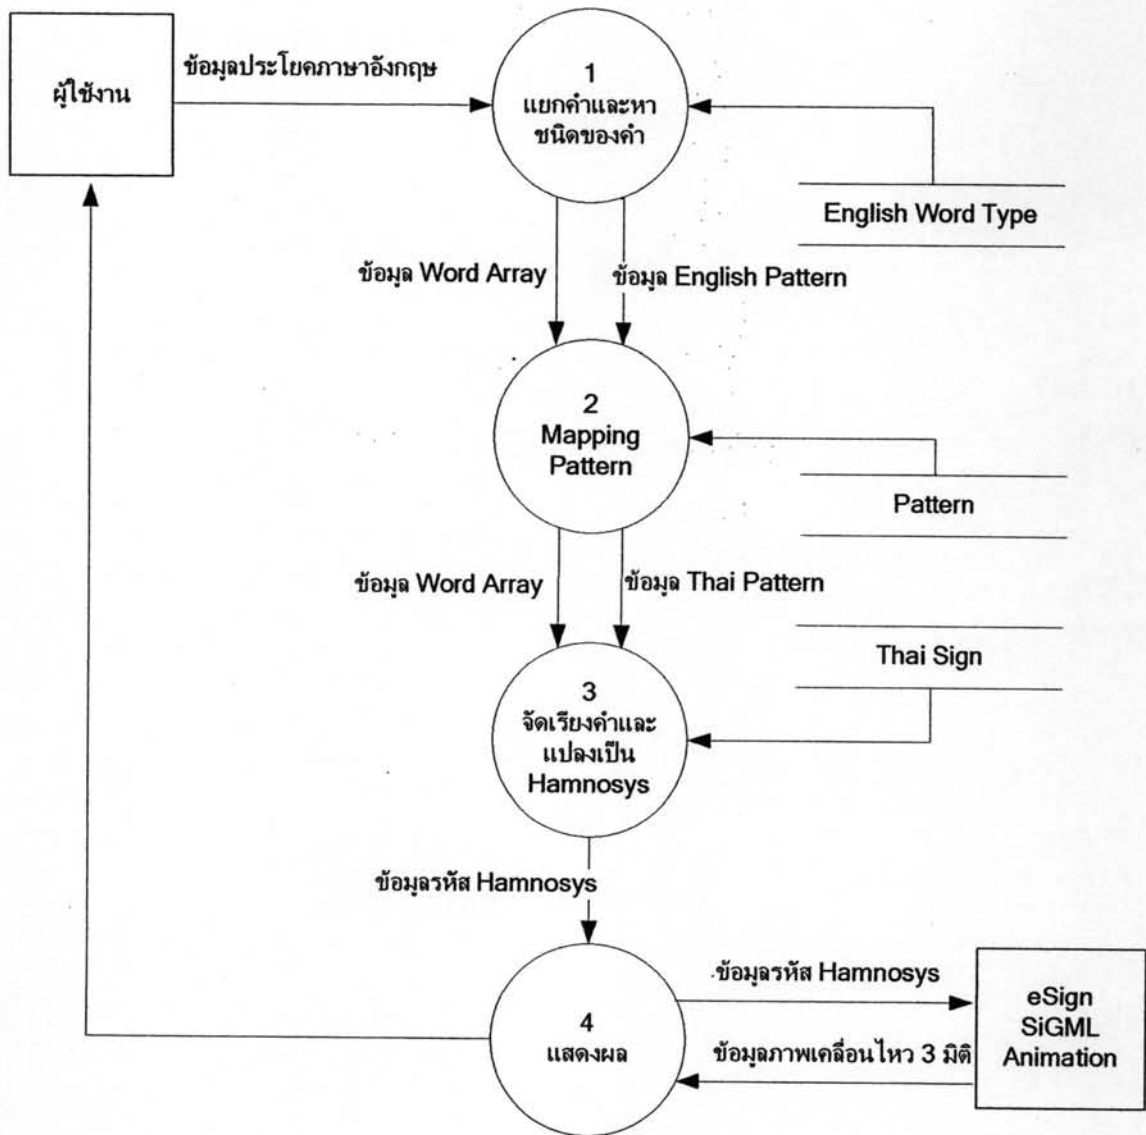 ผู้ใช้งาน
ข้อมูลประโยคภาษาอังกฤษ
1
แยกคำและหา
ชนิดของคำ
English Word Type
ข้อมูล Word Array
ข้อมูล English Pattern
2
Mapping
Pattern
Pattern
ข้อมูล Word Array
ข้อมูล Thai Pattern
Thai Sign
3
จัดเรียงคำและ
แปลงเป็น
Hamnosys
ข้อมูลรหัส Hamnosys
ข้อมูลรหัส Hamnosys
eSign
SiGML
Animation
4
แสดงผล
ข้อมูลภาพเคลื่อนไหว 3 มิติ